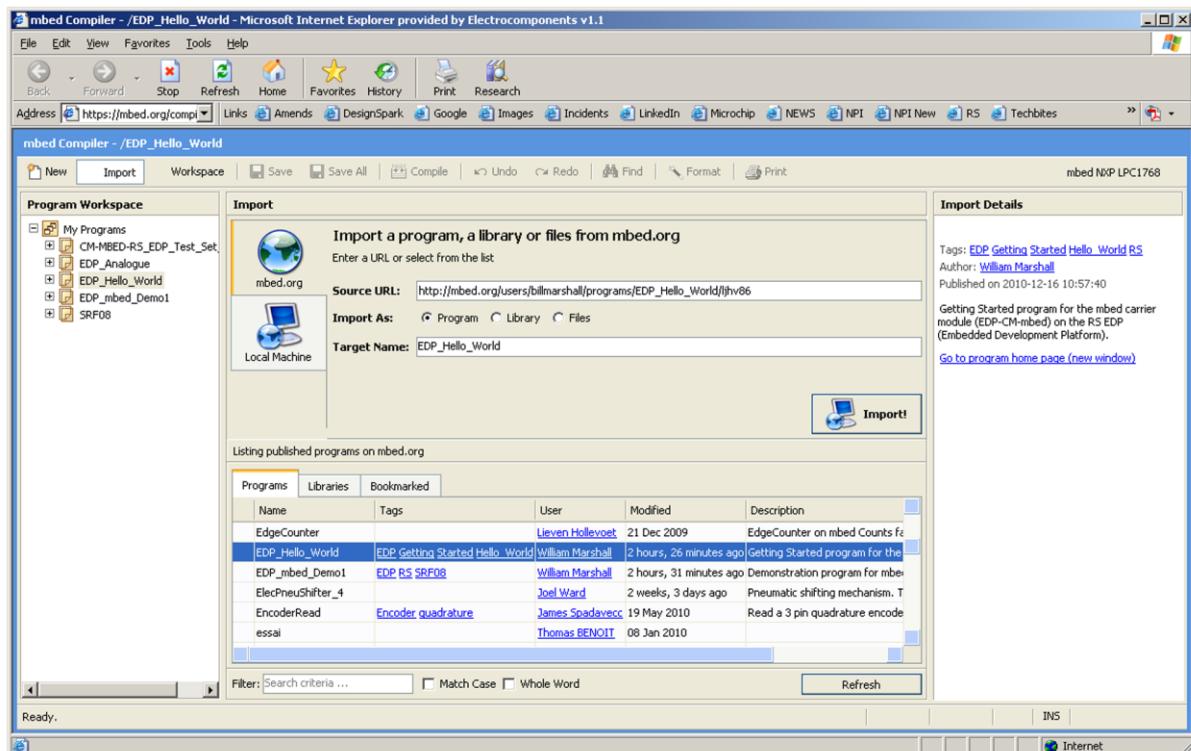 mbed Compiler - /EDP_Hello_World - Microsoft Internet Explorer provided by Electrocomponents v1.1
File Edit View Favorites Tools Help
Back Forward Stop Refresh Home Favorites History Print Research
Address https://mbed.org/compi Links Amends DesignSpark Google Images Incidents LinkedIn Microchip NEWS NPI NPI New RS Techbites »
mbed Compiler - /EDP_Hello_World
New Import Workspace Save Save All Compile Undo Redo Find Format Print mbed NXP LPC1768
Program Workspace
My Programs
CM-MBED-RS_EDP_Test_Set
EDP_Analogue
EDP_Hello_World
EDP_mbed_Demo1
SRF08
Import
mbed.org
Local Machine
Import a program, a library or files from mbed.org
Enter a URL or select from the list
Source URL: http://mbed.org/users/billmarshall/programs/EDP_Hello_World/ljhv86
Import As: Program Library Files
Target Name: EDP_Hello_World
Import!
Listing published programs on mbed.org
Programs Libraries Bookmarked
Name Tags User Modified Description
EdgeCounter Lieven Hollevoet 21 Dec 2009 EdgeCounter on mbed Counts fa
EDP_Hello_World EDP Getting Started Hello_World William Marshall 2 hours, 26 minutes ago Getting Started program for the
EDP_mbed_Demo1 EDP RS SRF08 William Marshall 2 hours, 31 minutes ago Demonstration program for mbe
ElecPneuShifter_4 Joel Ward 2 weeks, 3 days ago Pneumatic shifting mechanism. T
EncoderRead Encoder quadrature James Spadavecc 19 May 2010 Read a 3 pin quadrature encode
essai Thomas BENOIT 08 Jan 2010
Filter: Search criteria ... Match Case Whole Word Refresh
Import Details
Tags: EDP Getting Started Hello_World RS
Author: William Marshall
Published on 2010-12-16 10:57:40
Getting Started program for the mbed carrier
module (EDP-CM-mbed) on the RS EDP
(Embedded Development Platform).
Go to program home page (new window)
Ready. INS
Internet